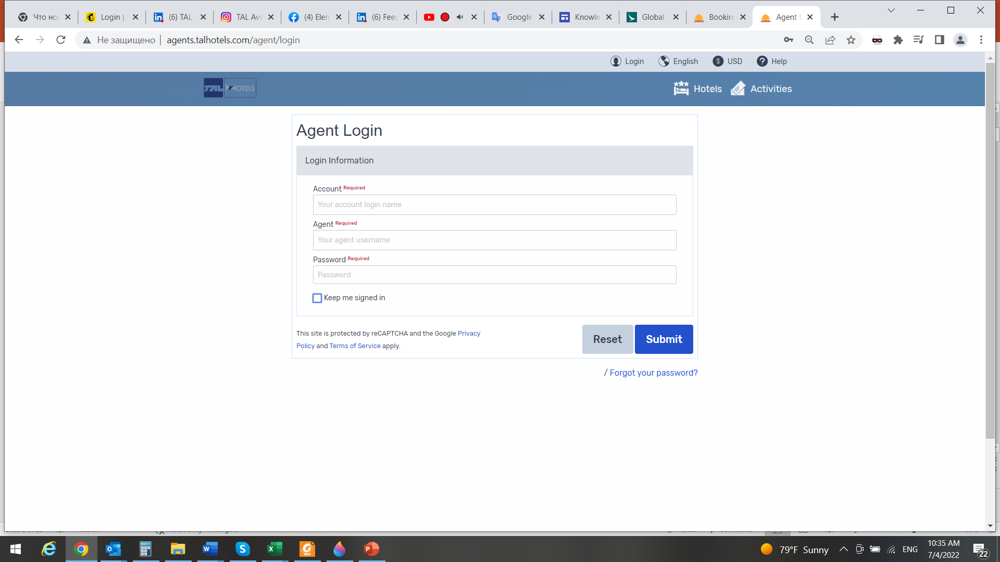 Что но
Login |
(6) TAL
TAL Avi
(4) Elen
(6) Feed
Google
Knowle
Global
Booking
Agent
Не защищено | agents.talhotels.com/agent/login
Login
English
$ USD
? Help
TAL HOTELS
Hotels
Activities
Agent Login
Login Information
Account Required
Your account login name
Agent Required
Your agent username
Password Required
Password
Keep me signed in
This site is protected by reCAPTCHA and the Google Privacy
Policy and Terms of Service apply.
Reset
Submit
/ Forgot your password?
79°F Sunny
ENG
10:35 AM
7/4/2022
22